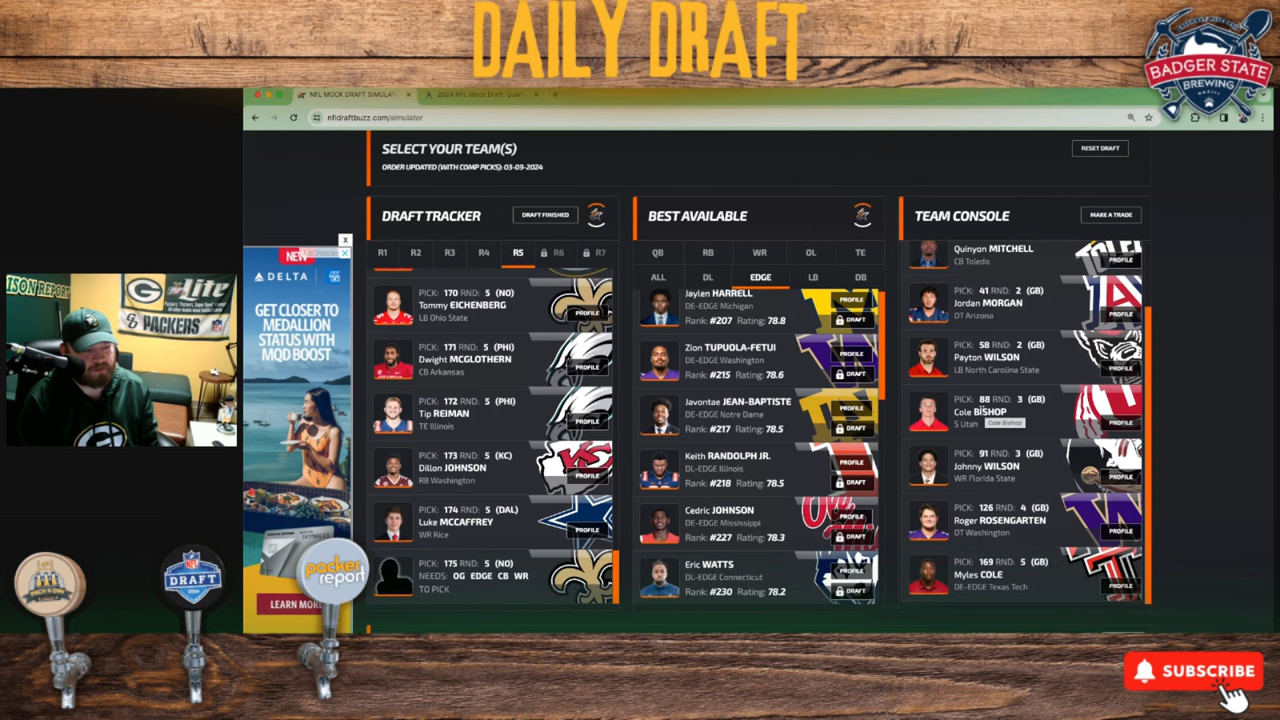 DAILY DRAFT
BADGER STATE
BREWING
NFL MOCK DRAFT SIMULAT
2024 NFL Mock Draft: Quar
nfldraftbuzz.com/simulator
SELECT YOUR TEAM(S)
ORDER UPDATED (WITH COMP PICKS): 03-09-2024
RESET DRAFT
DRAFT TRACKER
DRAFT FINISHED
R1 R2 R3 R4 R5 R6 R7
PICK: 170 RND: 5 (NO)
Tommy EICHENBERG
LB Ohio State
PROFILE
PICK: 171 RND: 5 (PHI)
Dwight MCGLOTHERN
CB Arkansas
PROFILE
PICK: 172 RND: 5 (PHI)
Tip REIMAN
TE Illinois
PROFILE
PICK: 173 RND: 5 (KC)
Dillon JOHNSON
RB Washington
PROFILE
PICK: 174 RND: 5 (DAL)
Luke MCCAFFREY
WR Rice
PROFILE
PICK: 175 RND: 5 (NO)
NEEDS: OG EDGE CB WR
TO PICK
BEST AVAILABLE
QB RB WR OL TE
ALL DL EDGE LB DB
Jaylen HARRELL
DE-EDGE Michigan
Rank: #207 Rating: 78.8
PROFILE
DRAFT
Zion TUPUOLA-FETUI
DE-EDGE Washington
Rank: #215 Rating: 78.6
PROFILE
DRAFT
Javontae JEAN-BAPTISTE
DE-EDGE Notre Dame
Rank: #217 Rating: 78.5
PROFILE
DRAFT
Keith RANDOLPH JR.
DL-EDGE Illinois
Rank: #218 Rating: 78.5
PROFILE
DRAFT
Cedric JOHNSON
DL-EDGE Mississippi
Rank: #227 Rating: 78.3
PROFILE
DRAFT
Eric WATTS
DL-EDGE Connecticut
Rank: #230 Rating: 78.2
PROFILE
DRAFT
TEAM CONSOLE
MAKE A TRADE
Quinyon MITCHELL
CB Toledo
PROFILE
PICK: 41 RND: 2 (GB)
Jordan MORGAN
OT Arizona
PROFILE
PICK: 58 RND: 2 (GB)
Payton WILSON
LB North Carolina State
PROFILE
PICK: 88 RND: 3 (GB)
Cole BISHOP
S Utah
Cole Bishop
PROFILE
PICK: 91 RND: 3 (GB)
Johnny WILSON
WR Florida State
PROFILE
PICK: 126 RND: 4 (GB)
Roger ROSENGARTEN
OT Washington
PROFILE
PICK: 169 RND: 5 (GB)
Myles COLE
DL-EDGE Texas Tech
PROFILE
NEW
DELTA
GET CLOSER TO
MEDALLION
STATUS WITH
MQD BOOST
SKYMILES
LEARN MORE
ISON REPORT
Lite
PACKERS
NFL
DRAFT
packer
report
SUBSCRIBE